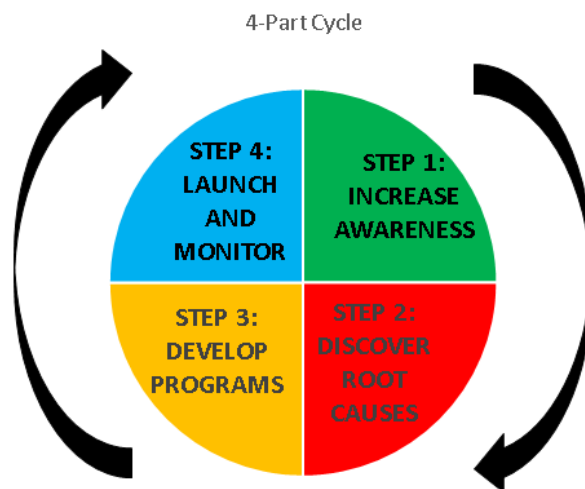 4-Part Cycle
STEP 1:
INCREASE
AWARENESS
STEP 2:
DISCOVER
ROOT
CAUSES
STEP 3:
DEVELOP
PROGRAMS
STEP 4:
LAUNCH
AND
MONITOR